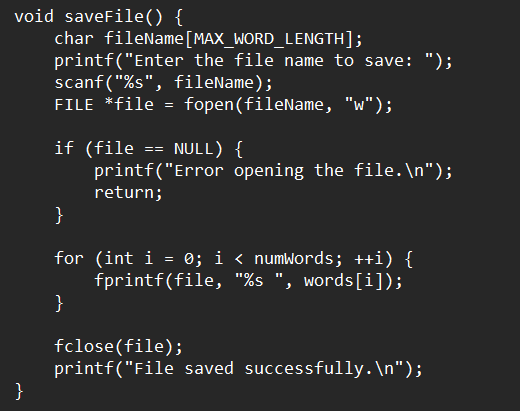 void saveFile() {
    char fileName[MAX_WORD_LENGTH];
    printf("Enter the file name to save: ");
    scanf("%s", fileName);
    FILE *file = fopen(fileName, "w");

    if (file == NULL) {
        printf("Error opening the file.\n");
        return;
    }

    for (int i = 0; i < numWords; ++i) {
        fprintf(file, "%s ", words[i]);
    }

    fclose(file);
    printf("File saved successfully.\n");
}